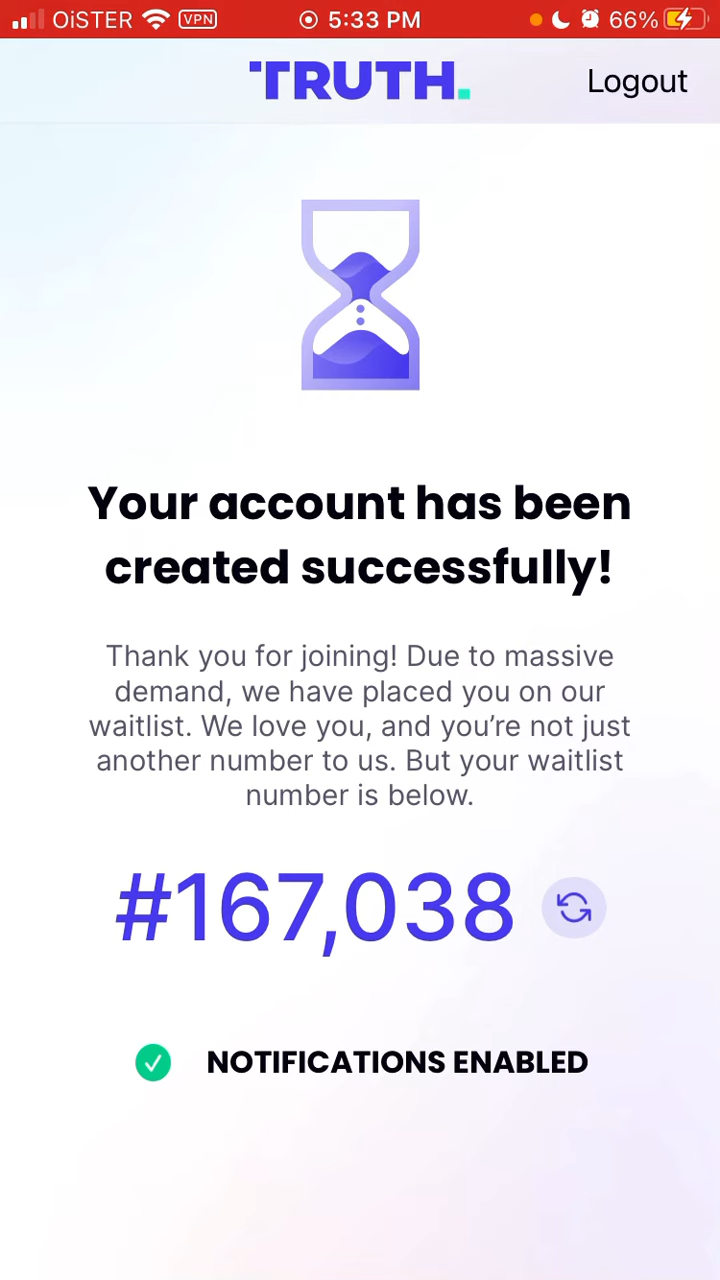 OiSTER VPN 5:33 PM 66%
TRUTH. Logout
Your account has been
created successfully!
Thank you for joining! Due to massive
demand, we have placed you on our
waitlist. We love you, and you’re not just
another number to us. But your waitlist
number is below.
#167,038
NOTIFICATIONS ENABLED